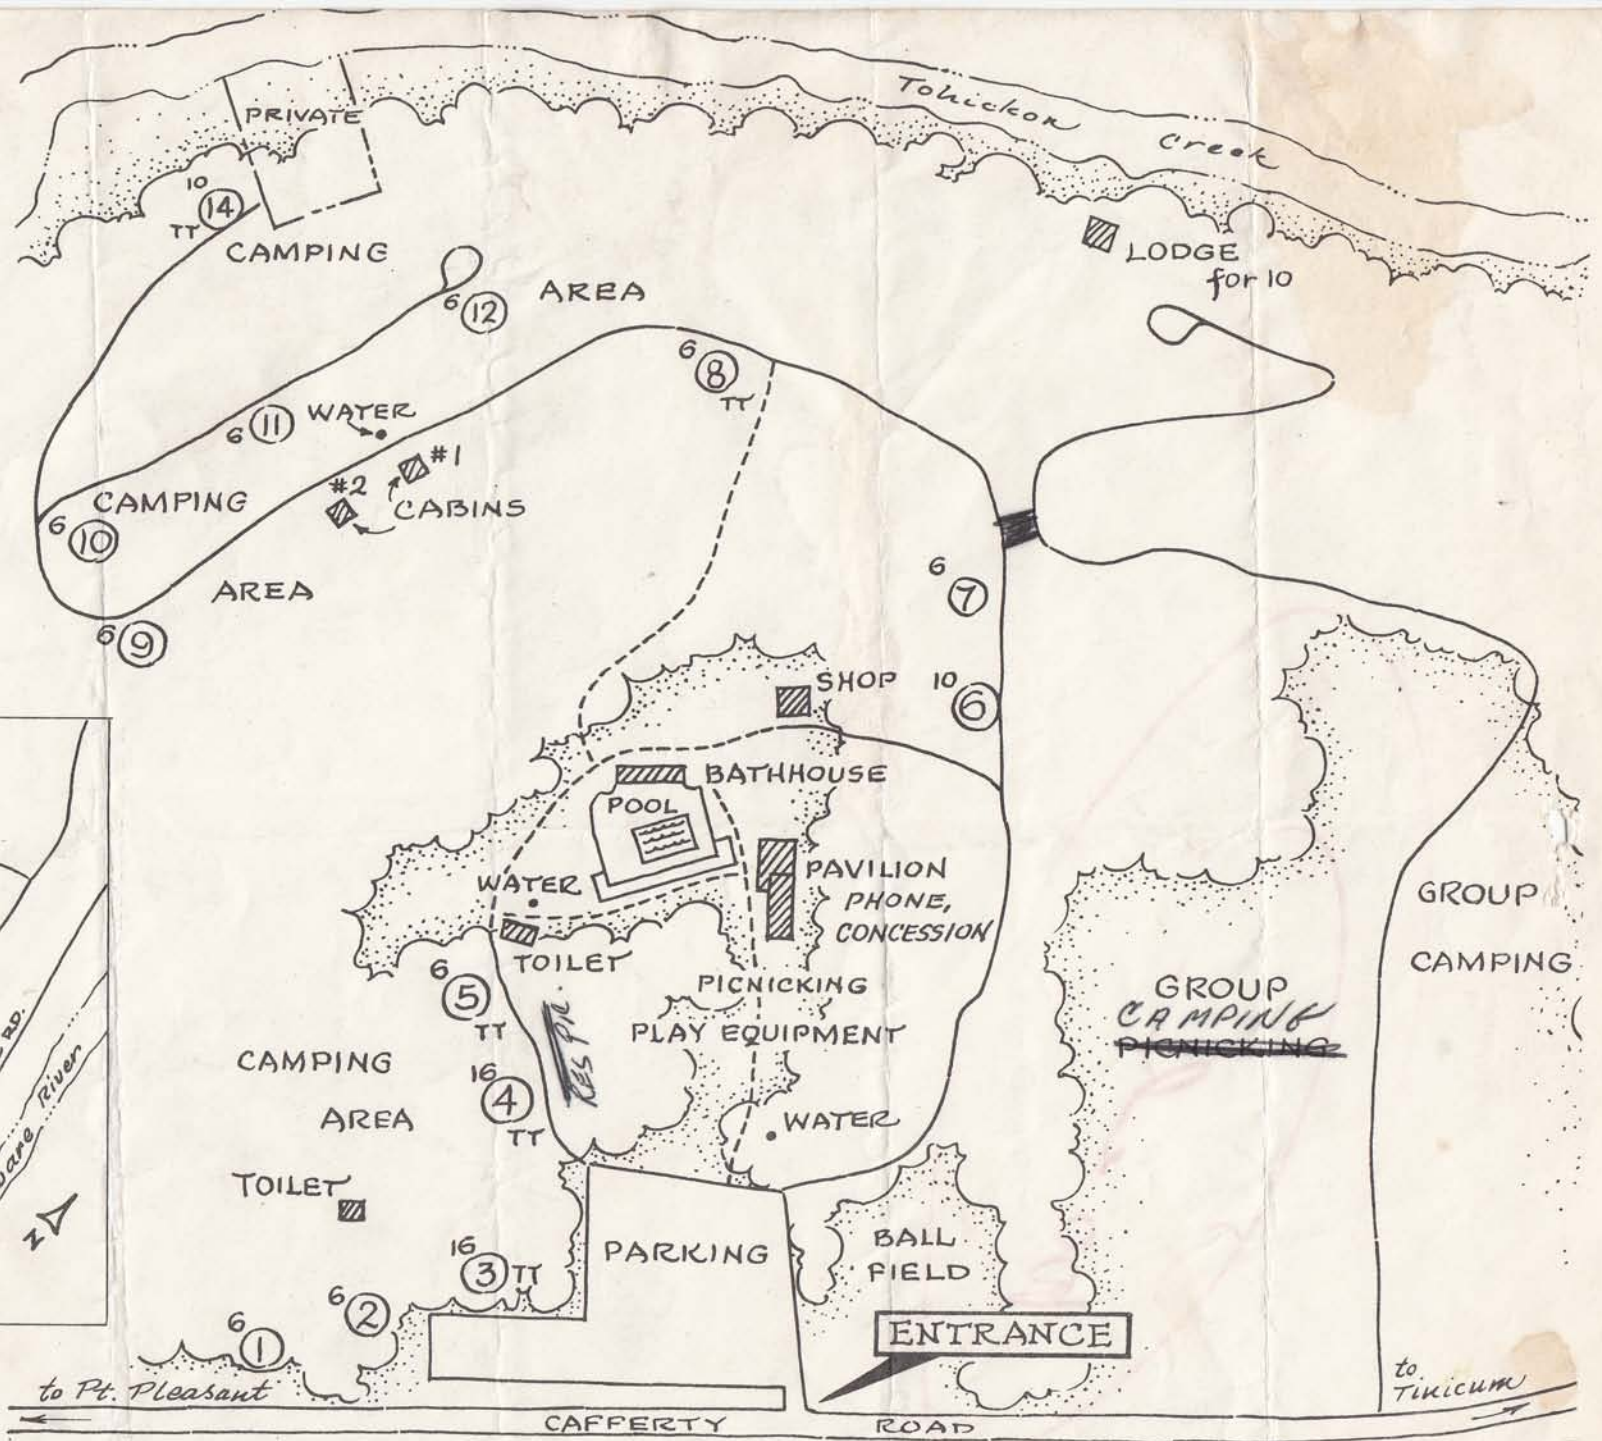 Tohickon Creek
PRIVATE
10
14
TT
CAMPING
AREA
LODGE
for 10
6
12
6
8
TT
6
11
WATER
#1
#2
CABINS
CAMPING
6
10
AREA
6
9
6
7
10
6
SHOP
BATHHOUSE
POOL
WATER
PAVILION
PHONE,
CONCESSION
TOILET
PICNICKING
PLAY EQUIPMENT
6
5
TT
16
4
TT
CAMPING
AREA
TOILET
WATER
GROUP
CAMPING
PICNICKING
GROUP
CAMPING
RD.
River
N
16
3
TT
6
2
6
1
PARKING
BALL
FIELD
ENTRANCE
to Pt. Pleasant
to
Tinicum
CAFFERTY ROAD